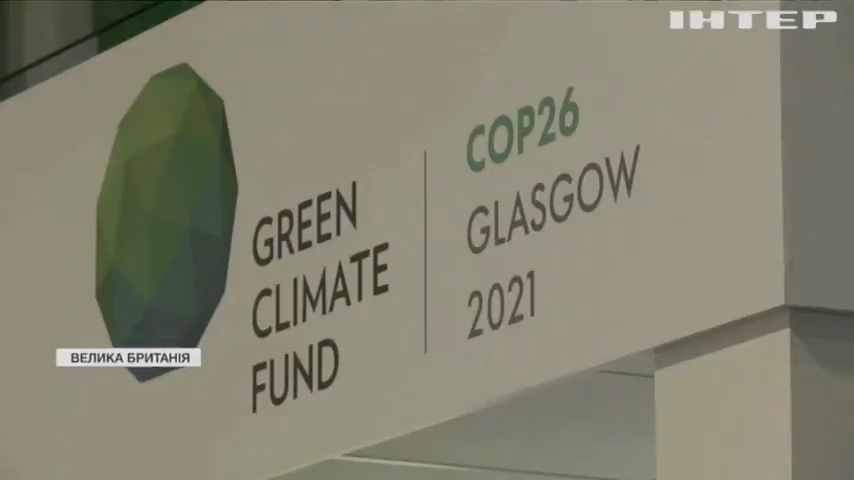 ІНТЕР
GREEN
CLIMATE
FUND
COP26
GLASGOW
2021
ВЕЛИКА БРИТАНІЯ